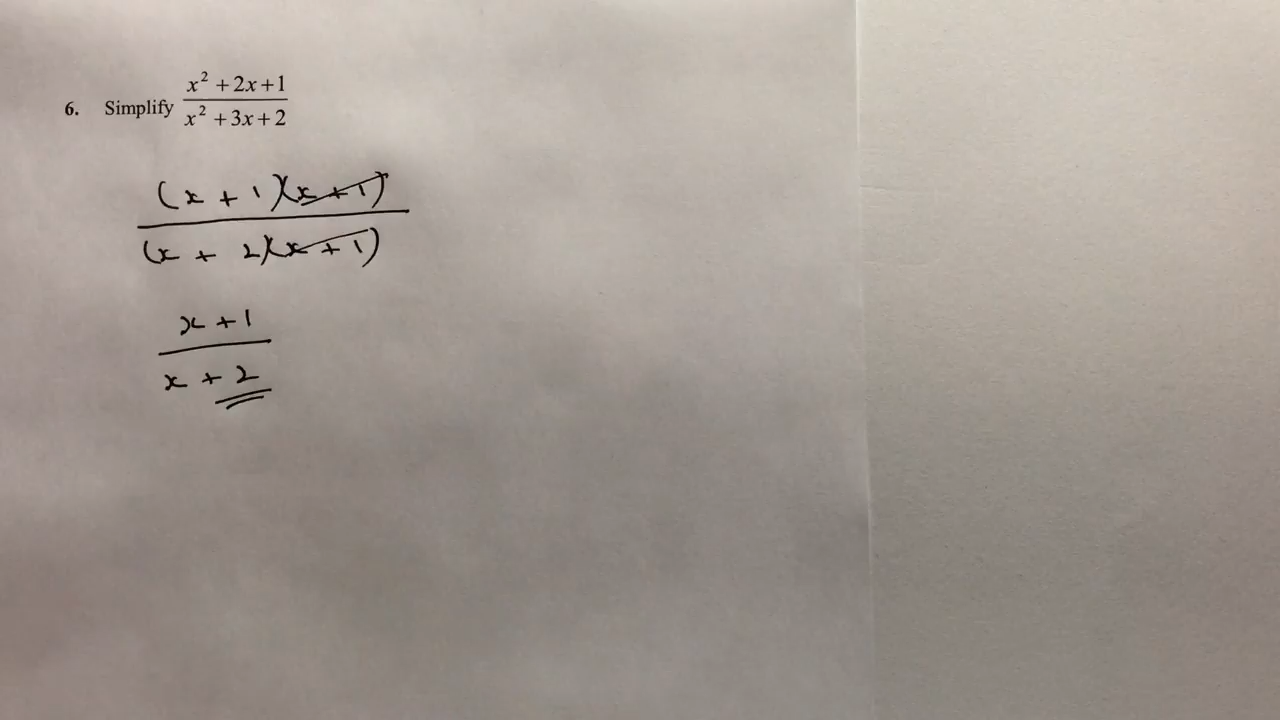 6. Simplify x² + 2x + 1
x² + 3x + 2
(x + 1)(x + 1)
(x + 2)(x + 1)
x + 1
x + 2